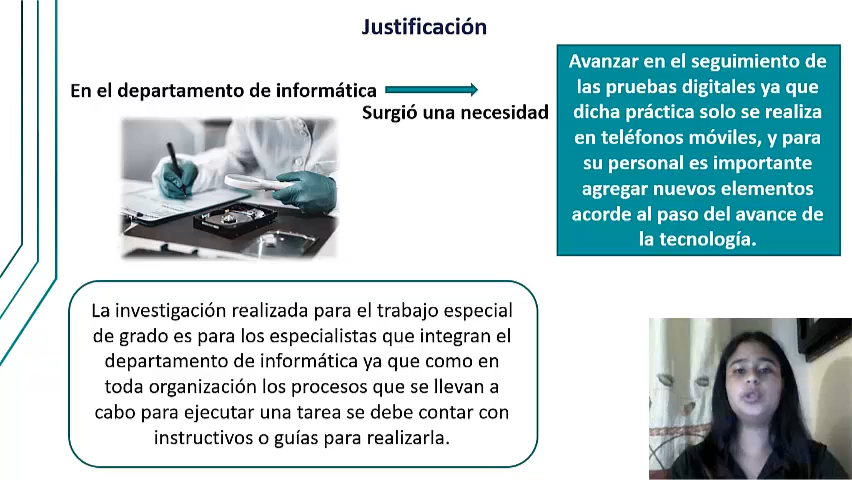 Justificación
En el departamento de informática
Surgió una necesidad
Avanzar en el seguimiento de
las pruebas digitales ya que
dicha práctica solo se realiza
en teléfonos móviles, y para
su personal es importante
agregar nuevos elementos
acorde al paso del avance de
la tecnología.
La investigación realizada para el trabajo especial
de grado es para los especialistas que integran el
departamento de informática ya que como en
toda organización los procesos que se llevan a
cabo para ejecutar una tarea se debe contar con
instructivos o guías para realizarla.